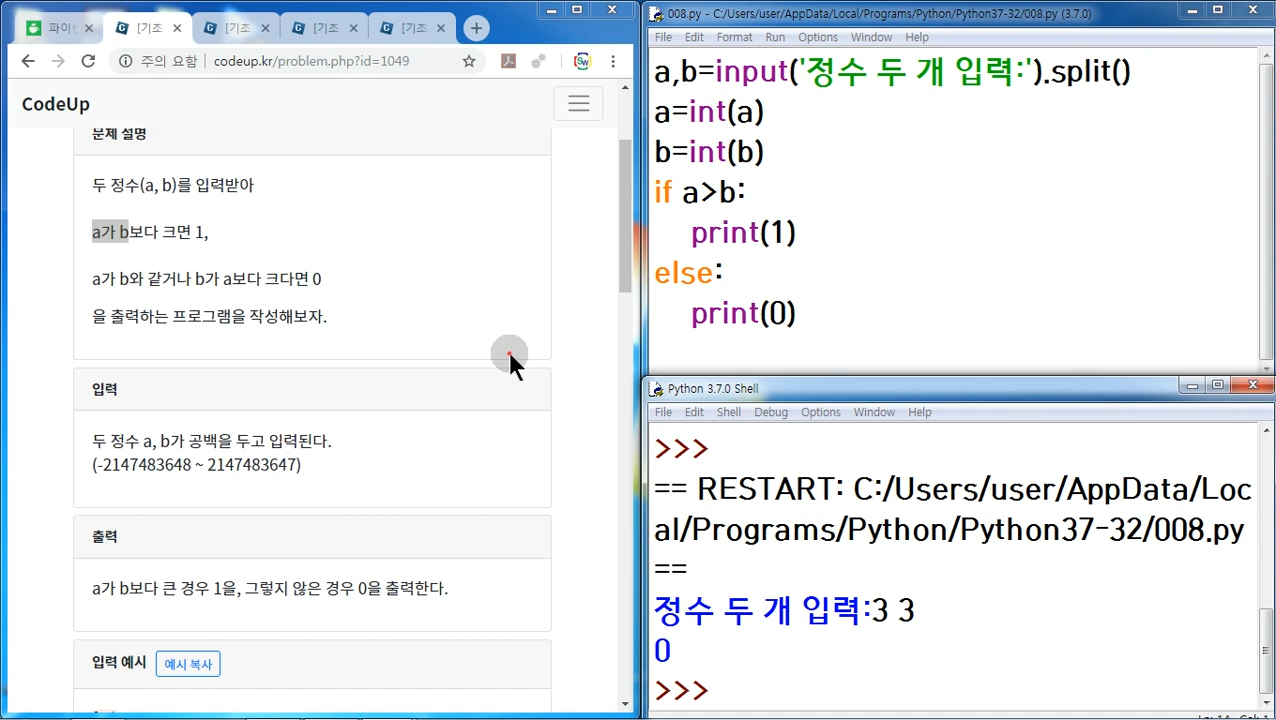 파이썬
[기초
[기초
[기초
[기초
주의 요함
codeup.kr/problem.php?id=1049
CodeUp
문제 설명
두 정수(a, b)를 입력받아
a가 b보다 크면 1,
a가 b와 같거나 b가 a보다 크다면 0
을 출력하는 프로그램을 작성해보자.
입력
두 정수 a, b가 공백을 두고 입력된다.
(-2147483648 ~ 2147483647)
출력
a가 b보다 큰 경우 1을, 그렇지 않은 경우 0을 출력한다.
입력 예시 예시 복사
008.py - C:/Users/user/AppData/Local/Programs/Python/Python37-32/008.py (3.7.0)
File Edit Format Run Options Window Help
a,b=input('정수 두 개 입력:').split()
a=int(a)
b=int(b)
if a>b:
print(1)
else:
print(0)
Python 3.7.0 Shell
File Edit Shell Debug Options Window Help
>>>
== RESTART: C:/Users/user/AppData/Loc
al/Programs/Python/Python37-32/008.py
==
정수 두 개 입력:3 3
0
>>>